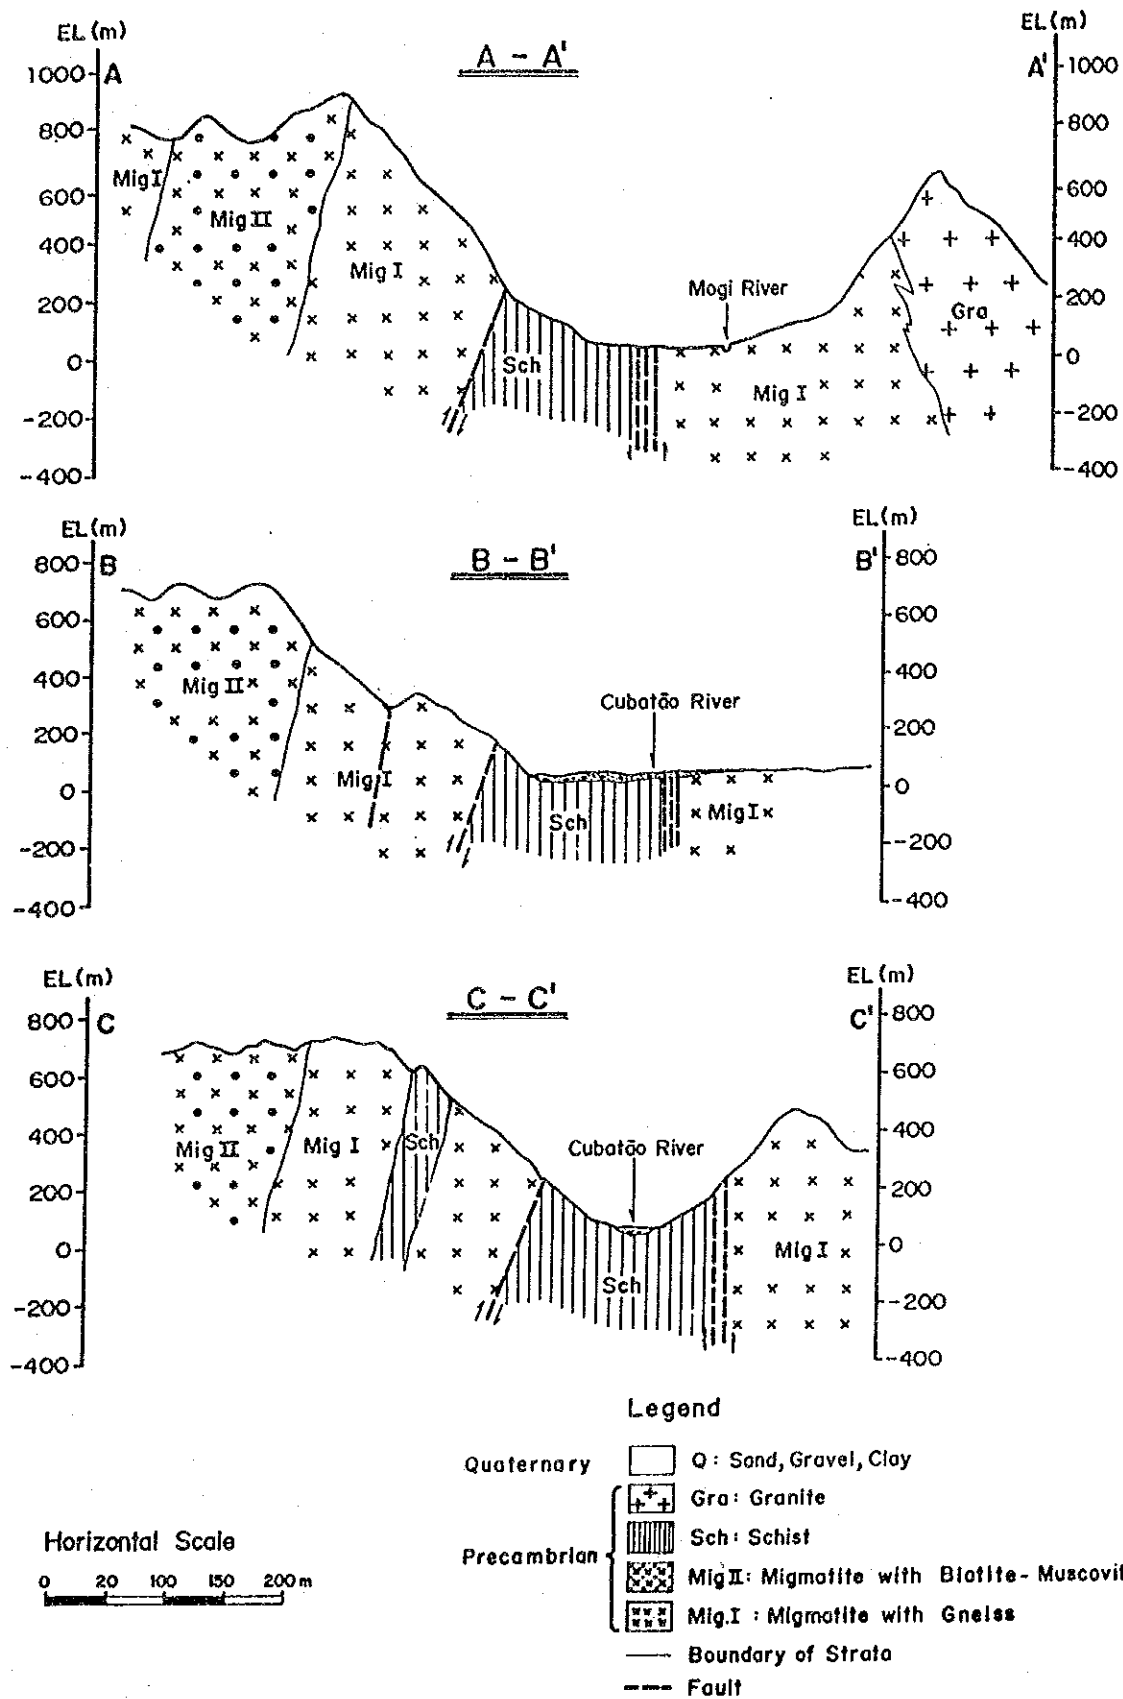 EL(m)
EL(m)
A - A'
A
A'
1000
800
600
400
200
0
-200
-400
1000
800
600
400
200
0
-200
-400
Mig I
Mig II
Mig I
Sch
Mogi River
Mig I
Gra
EL(m)
EL(m)
B - B'
B
B'
800
600
400
200
0
-200
-400
800
600
400
200
0
-200
-400
Mig II
Mig I
Cubatão River
Sch
Mig I
EL(m)
EL(m)
C - C'
C
C'
800
600
400
200
0
-200
-400
800
600
400
200
0
-200
-400
Mig II
Mig I
Sch
Cubatão River
Sch
Mig I
Legend
Quaternary
Q : Sand, Gravel, Clay
Gra : Granite
Sch : Schist
Precambrian
Mig II : Migmatite with Biotite - Muscovit
Mig. I : Migmatite with Gneiss
Boundary of Strata
Fault
Horizontal Scale
0 20 100 150 200 m